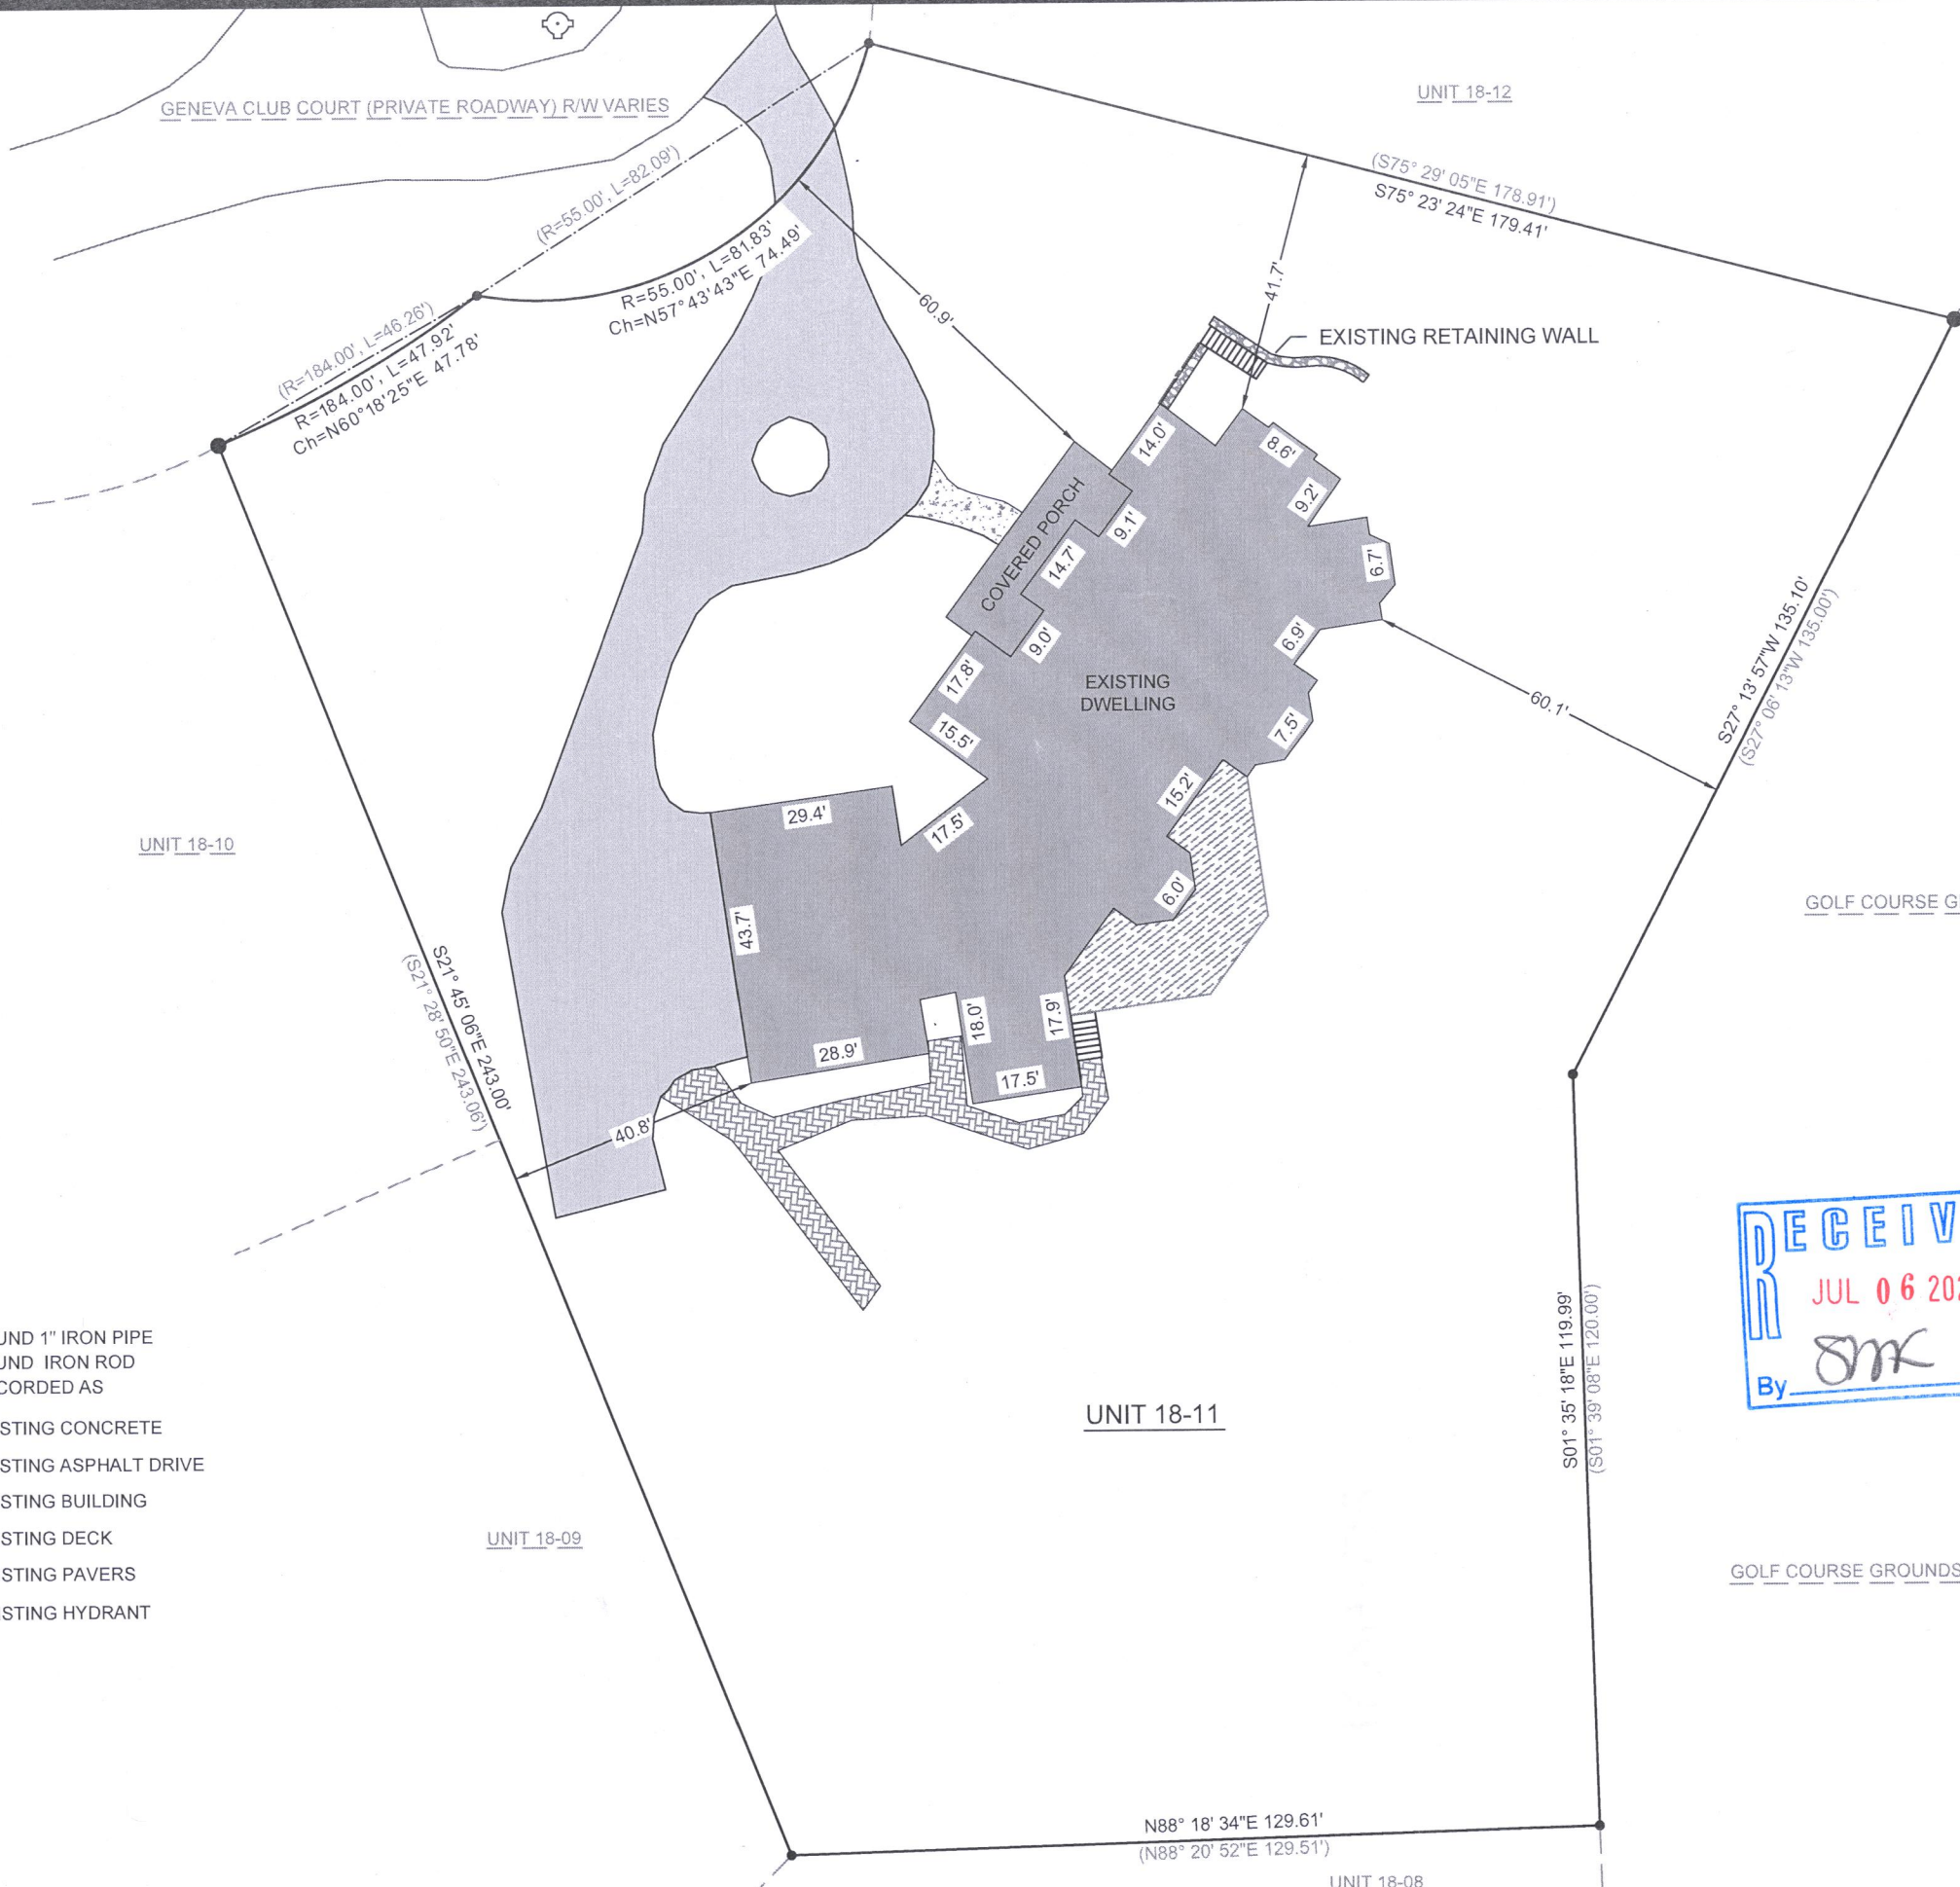 GENEVA CLUB COURT (PRIVATE ROADWAY) R/W VARIES
UNIT 18-12
(S75° 29' 05"E 178.91')
S75° 23' 24"E 179.41'
(R=55.00', L=82.09')
R=55.00', L=81.83'
Ch=N57°43'43"E 74.49'
(R=184.00', L=46.26')
R=184.00', L=47.92'
Ch=N60°18'25"E 47.78'
60.9'
41.7'
EXISTING RETAINING WALL
14.0'
8.6'
9.2'
COVERED PORCH
9.1'
14.7'
6.7'
9.0'
6.9'
17.8'
EXISTING
DWELLING
60.1'
S27° 13' 57"W 135.10'
(S27° 06' 13"W 135.00')
15.5'
7.5'
15.2'
29.4'
17.5'
UNIT 18-10
6.0'
GOLF COURSE G
43.7'
S21° 45' 06"E 243.00'
(S21° 28' 50"E 243.06')
18.0'
17.9'
28.9'
17.5'
40.8'
RECEIV
JUL 06 202
By SMK
UND 1" IRON PIPE
UND IRON ROD
CORDED AS
STING CONCRETE
STING ASPHALT DRIVE
STING BUILDING
STING DECK
STING PAVERS
STING HYDRANT
UNIT 18-11
S01° 35' 18"E 119.99'
(S01° 39' 08"E 120.00')
UNIT 18-09
GOLF COURSE GROUNDS
N88° 18' 34"E 129.61'
(N88° 20' 52"E 129.51')
UNIT 18-08